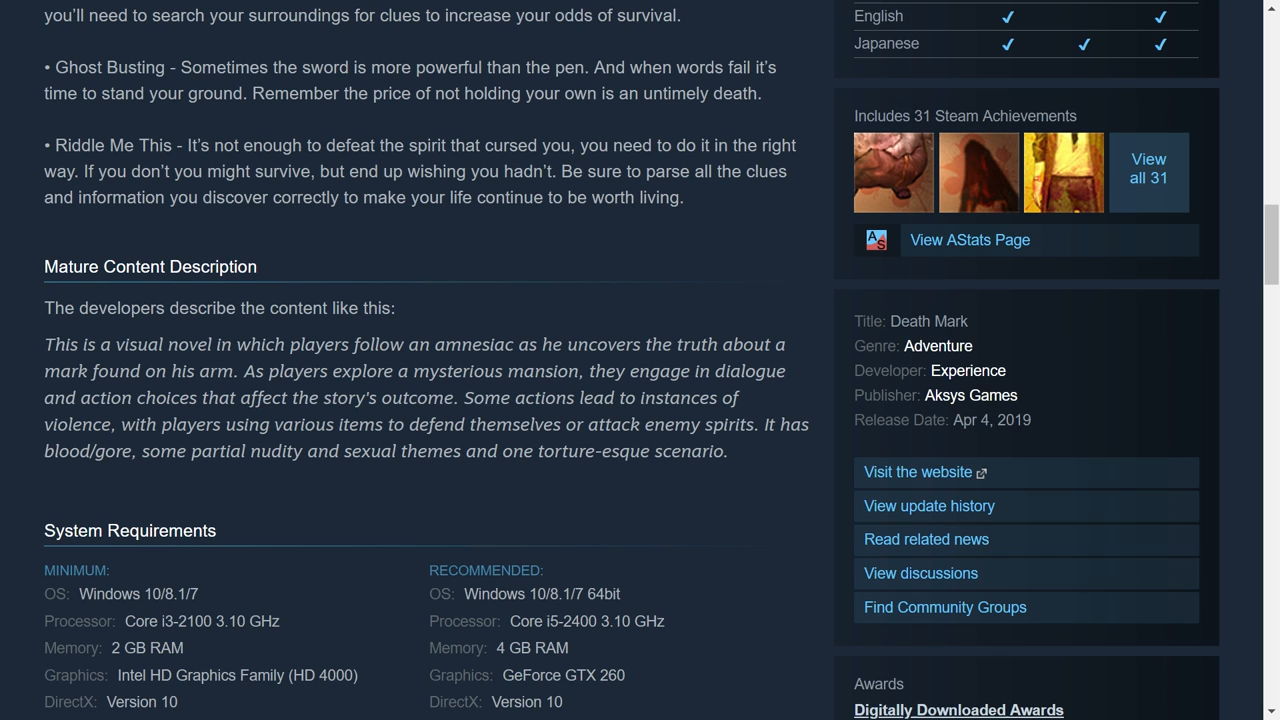 you'll need to search your surroundings for clues to increase your odds of survival.
• Ghost Busting - Sometimes the sword is more powerful than the pen. And when words fail it's
time to stand your ground. Remember the price of not holding your own is an untimely death.
• Riddle Me This - It's not enough to defeat the spirit that cursed you, you need to do it in the right
way. If you don't you might survive, but end up wishing you hadn't. Be sure to parse all the clues
and information you discover correctly to make your life continue to be worth living.
Mature Content Description
The developers describe the content like this:
This is a visual novel in which players follow an amnesiac as he uncovers the truth about a
mark found on his arm. As players explore a mysterious mansion, they engage in dialogue
and action choices that affect the story's outcome. Some actions lead to instances of
violence, with players using various items to defend themselves or attack enemy spirits. It has
blood/gore, some partial nudity and sexual themes and one torture-esque scenario.
System Requirements
MINIMUM:
OS: Windows 10/8.1/7
Processor: Core i3-2100 3.10 GHz
Memory: 2 GB RAM
Graphics: Intel HD Graphics Family (HD 4000)
DirectX: Version 10
RECOMMENDED:
OS: Windows 10/8.1/7 64bit
Processor: Core i5-2400 3.10 GHz
Memory: 4 GB RAM
Graphics: GeForce GTX 260
DirectX: Version 10
English ✔ ✔
Japanese ✔ ✔ ✔
Includes 31 Steam Achievements
View
all 31
AS
View AStats Page
Title: Death Mark
Genre: Adventure
Developer: Experience
Publisher: Aksys Games
Release Date: Apr 4, 2019
Visit the website
View update history
Read related news
View discussions
Find Community Groups
Awards
Digitally Downloaded Awards